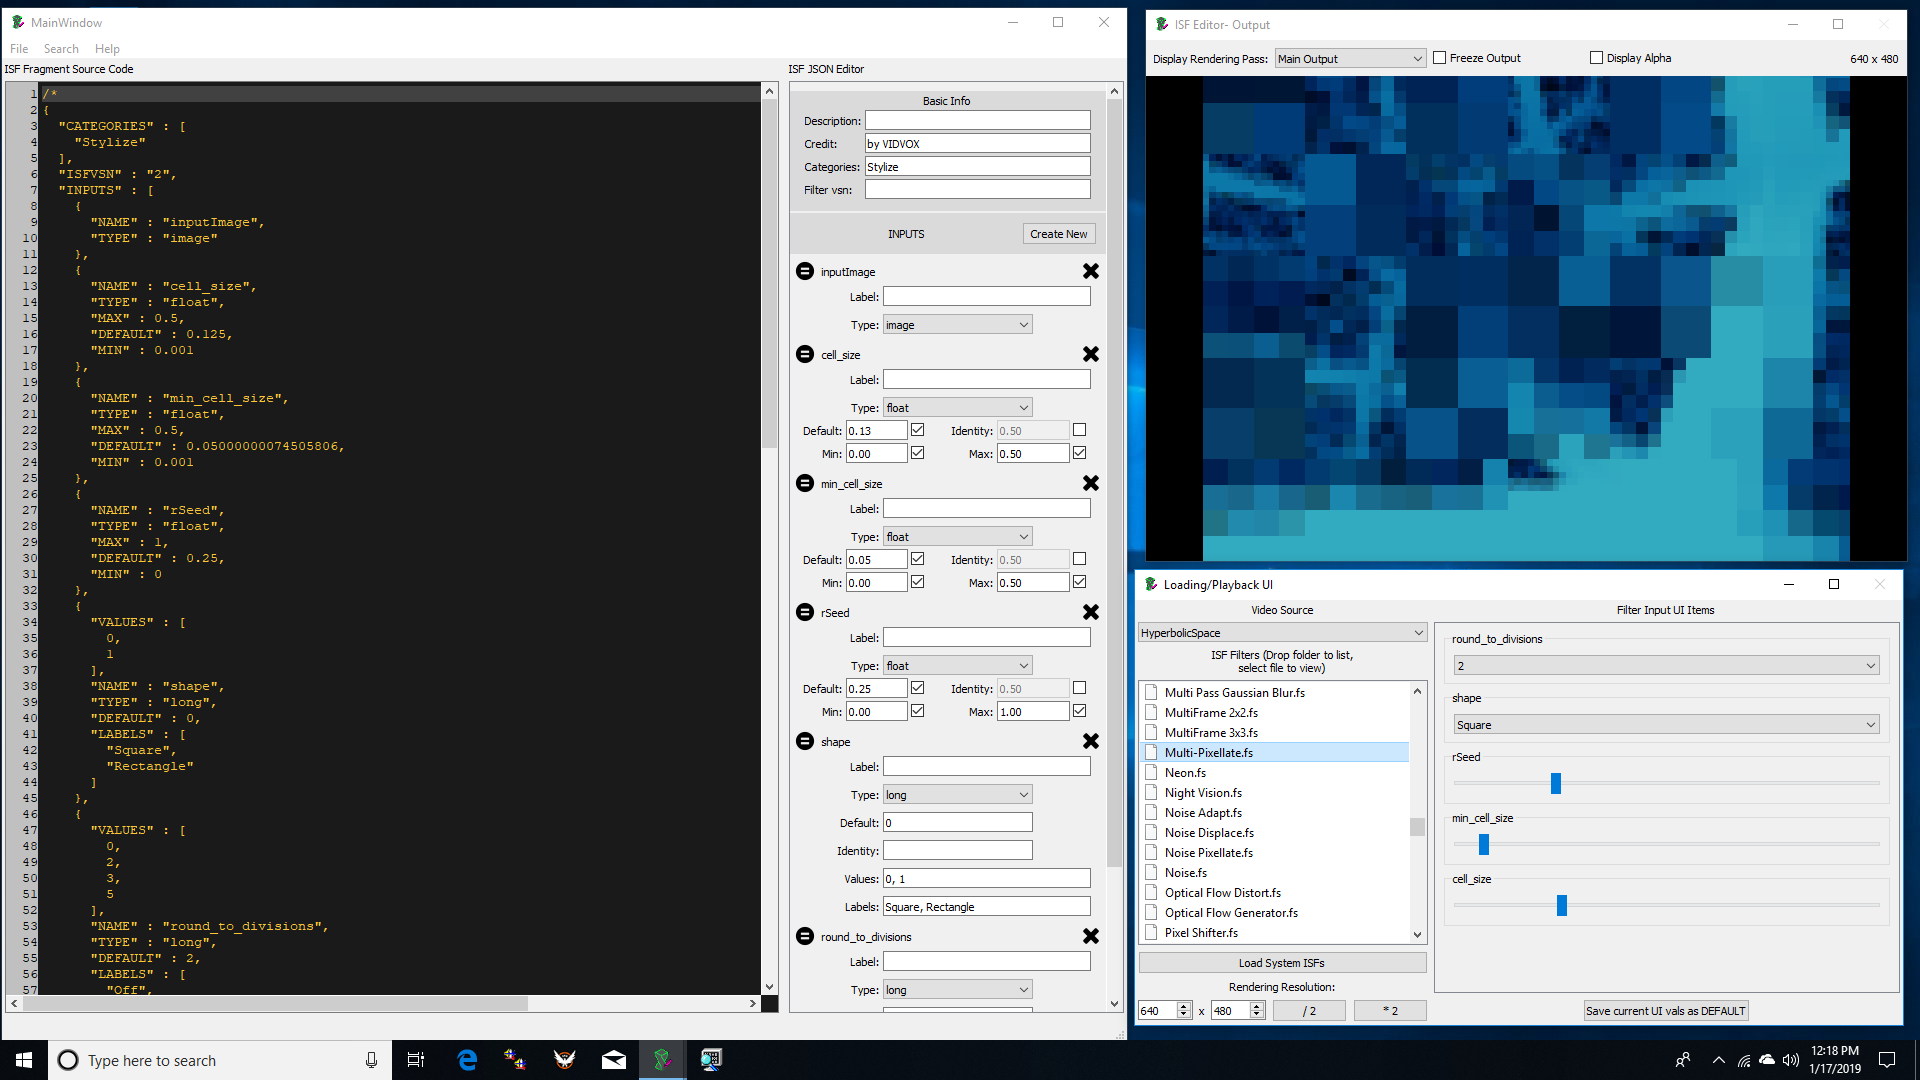 MainWindow
File Search Help
ISF Fragment Source Code
1 /*
2 {
3 "CATEGORIES" : [
4 "Stylize"
5 ],
6 "ISFVSN" : "2",
7 "INPUTS" : [
8 {
9 "NAME" : "inputImage",
10 "TYPE" : "image"
11 },
12 {
13 "NAME" : "cell_size",
14 "TYPE" : "float",
15 "MAX" : 0.5,
16 "DEFAULT" : 0.125,
17 "MIN" : 0.001
18 },
19 {
20 "NAME" : "min_cell_size",
21 "TYPE" : "float",
22 "MAX" : 0.5,
23 "DEFAULT" : 0.05000000074505806,
24 "MIN" : 0.001
25 },
26 {
27 "NAME" : "rSeed",
28 "TYPE" : "float",
29 "MAX" : 1,
30 "DEFAULT" : 0.25,
31 "MIN" : 0
32 },
33 {
34 "VALUES" : [
35 0,
36 1
37 ],
38 "NAME" : "shape",
39 "TYPE" : "long",
40 "DEFAULT" : 0,
41 "LABELS" : [
42 "Square",
43 "Rectangle"
44 ]
45 },
46 {
47 "VALUES" : [
48 0,
49 2,
50 3,
51 5
52 ],
53 "NAME" : "round_to_divisions",
54 "TYPE" : "long",
55 "DEFAULT" : 2,
56 "LABELS" : [
57 "Off",
ISF JSON Editor
Basic Info
Description:
Credit: by VIDVOX
Categories: Stylize
Filter vsn:
INPUTS Create New
inputImage
Label:
Type: image
cell_size
Label:
Type: float
Default: 0.13 Identity: 0.50
Min: 0.00 Max: 0.50
min_cell_size
Label:
Type: float
Default: 0.05 Identity: 0.50
Min: 0.00 Max: 0.50
rSeed
Label:
Type: float
Default: 0.25 Identity: 0.50
Min: 0.00 Max: 1.00
shape
Label:
Type: long
Default: 0
Identity:
Values: 0, 1
Labels: Square, Rectangle
round_to_divisions
Label:
Type: long
ISF Editor- Output
Display Rendering Pass: Main Output Freeze Output Display Alpha 640 x 480
Loading/Playback UI
Video Source
HyperbolicSpace
ISF Filters (Drop folder to list,
select file to view)
Multi Pass Gaussian Blur.fs
MultiFrame 2x2.fs
MultiFrame 3x3.fs
Multi-Pixellate.fs
Neon.fs
Night Vision.fs
Noise Adapt.fs
Noise Displace.fs
Noise Pixellate.fs
Noise.fs
Optical Flow Distort.fs
Optical Flow Generator.fs
Pixel Shifter.fs
Load System ISFs
Rendering Resolution:
640 x 480 / 2 * 2
Filter Input UI Items
round_to_divisions
2
shape
Square
rSeed
min_cell_size
cell_size
Save current UI vals as DEFAULT
Type here to search
12:18 PM
1/17/2019